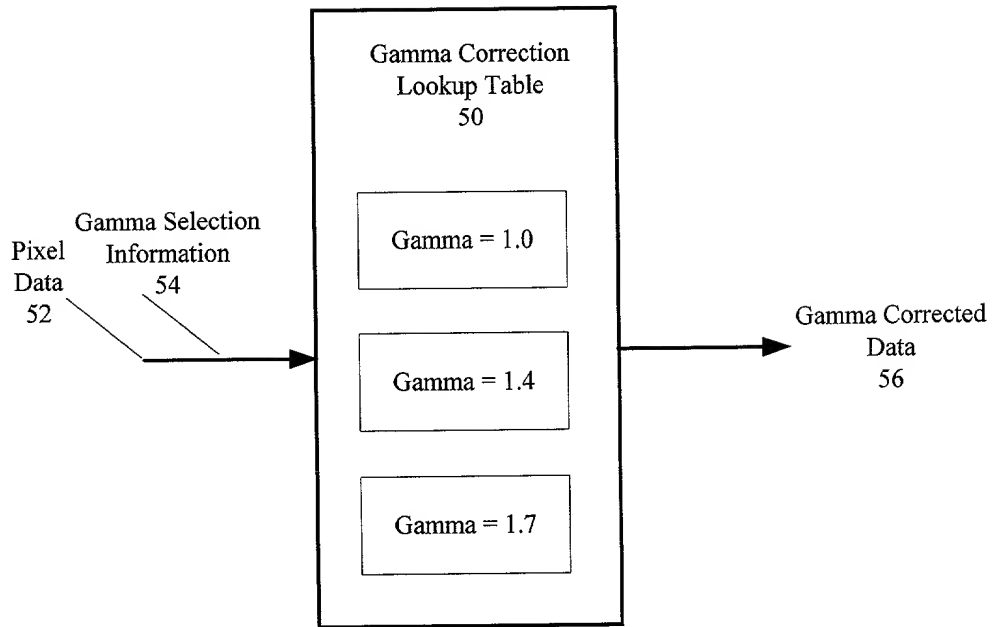 Gamma Correction
Lookup Table
50
Gamma Selection
Information
54
Pixel
Data
52
Gamma = 1.0
Gamma = 1.4
Gamma = 1.7
Gamma Corrected
Data
56